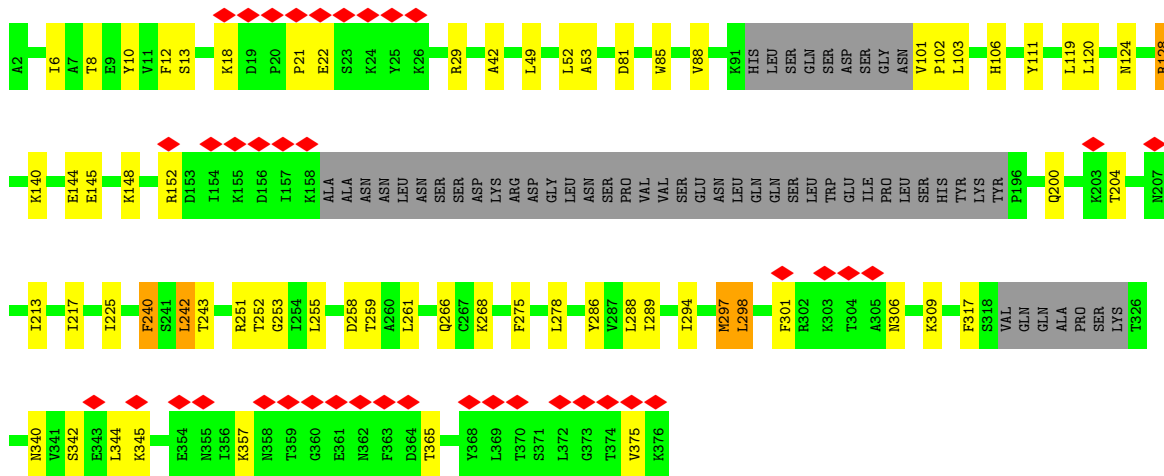 A2 I6 A7 T8 E9 Y10 V11 F12 S13 K18 D19 P20 P21 E22 S23 K24 Y25 K26 R29 A42 L49 L52 A53 D81 W85 V88 K91 HIS LEU SER GLN SER ASP SER GLY ASN V101 P102 L103 H106 Y111 L119 L120 N124 R128
K140 E144 E145 K148 R152 D153 I154 K155 D156 I157 K158 ALA ALA ASN ASN LEU ASN SER SER ASP LYS ARG ASP GLY LEU ASN SER PRO VAL VAL SER GLU ASN LEU GLN GLN SER LEU TRP GLU ILE PRO LEU SER HIS TYR LYS TYR P196 Q200 K203 T204 N207
I213 I217 I225 F240 S241 L242 T243 R251 T252 G253 I254 L255 D258 T259 A260 L261 Q266 C267 K268 F275 L278 Y286 V287 L288 I289 I294 M297 L298 F301 R302 K303 T304 A305 N306 K309 F317 S318 VAL GLN GLN ALA PRO SER LYS T326
N340 V341 S342 E343 L344 K345 E354 N355 I356 K357 N358 T359 G360 E361 N362 F363 D364 T365 Y368 L369 T370 S371 L372 G373 T374 V375 K376